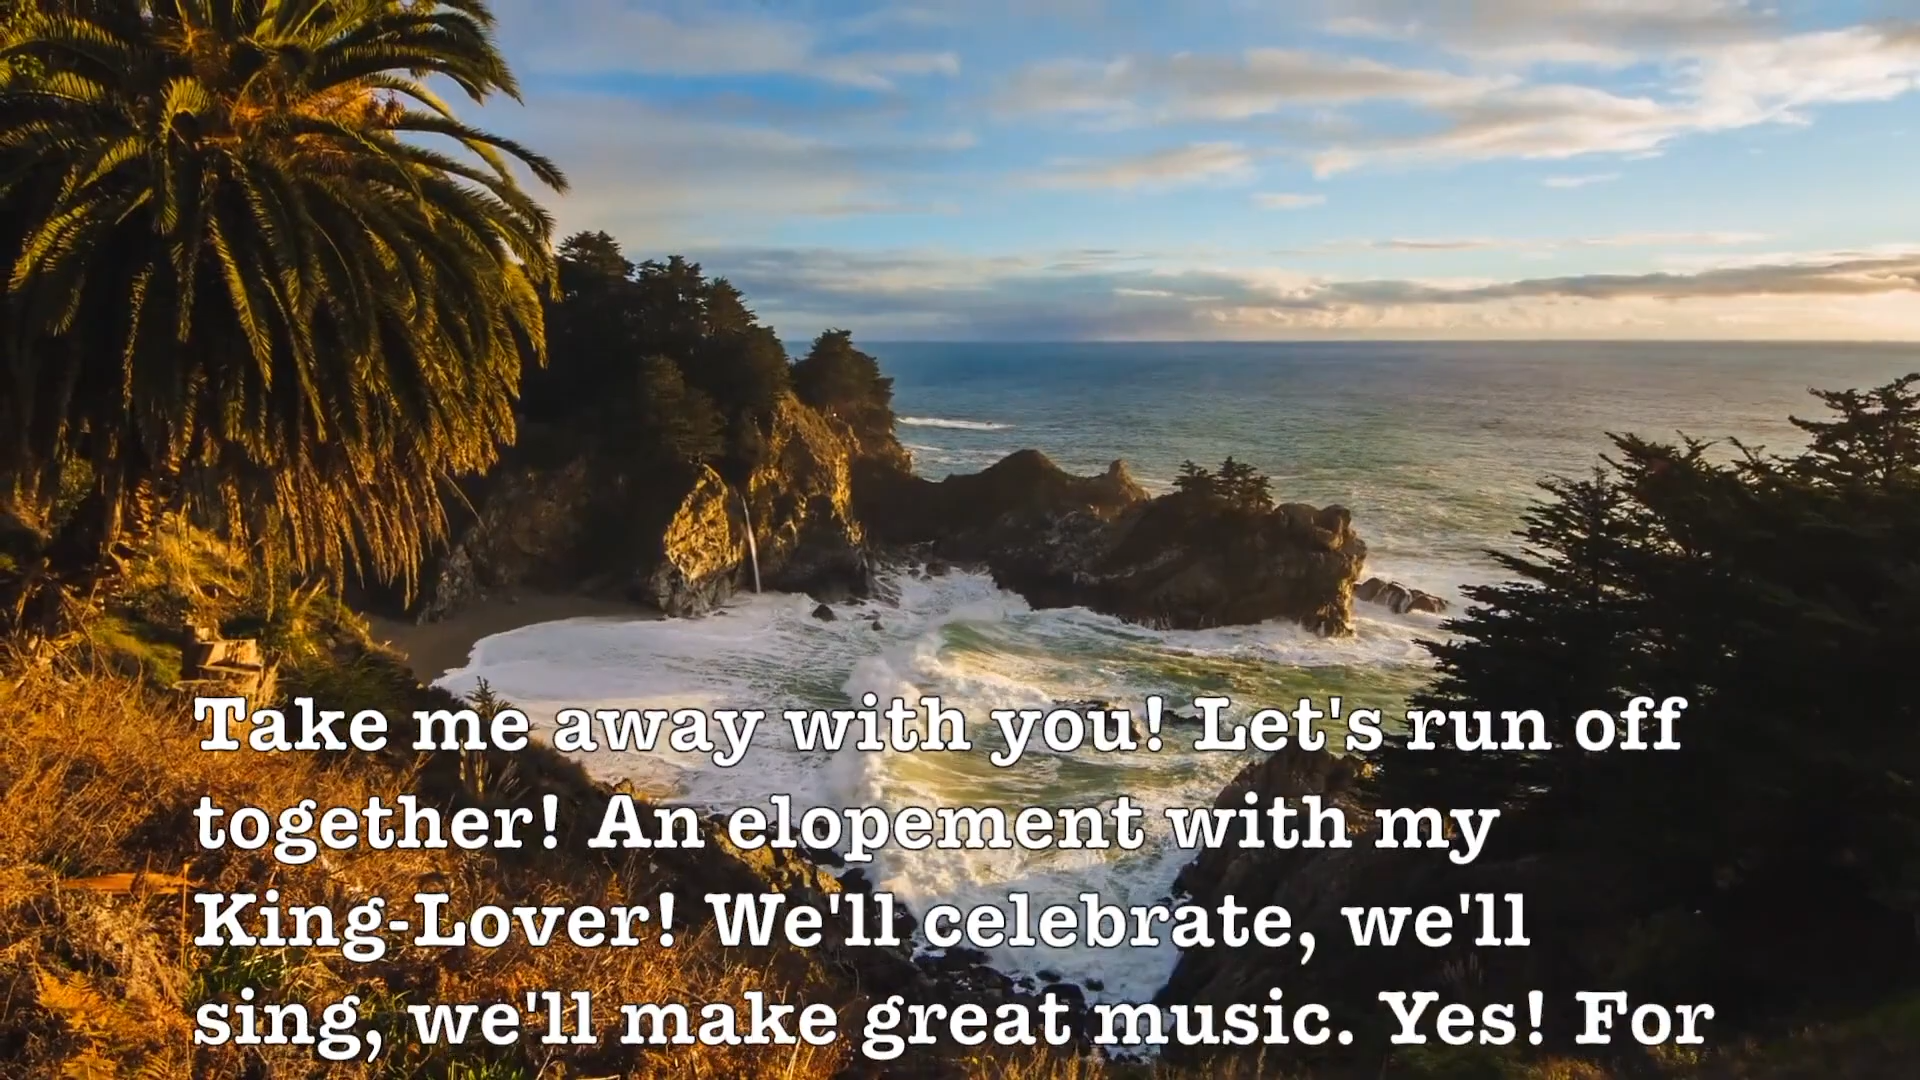 Take me away with you! Let's run off
together! An elopement with my
King-Lover! We'll celebrate, we'll
sing, we'll make great music. Yes! For